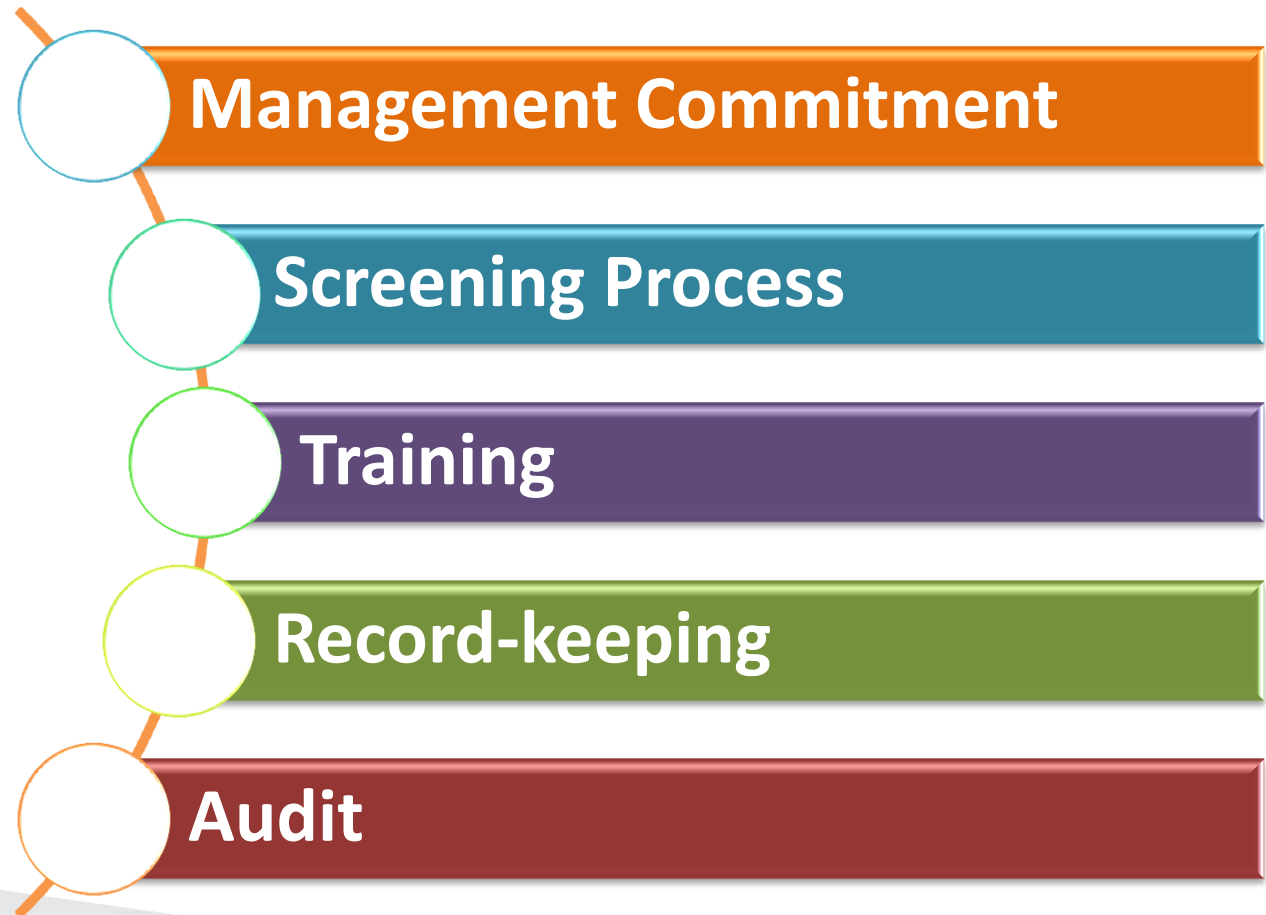 Management Commitment
Screening Process
Training
Record-keeping
Audit